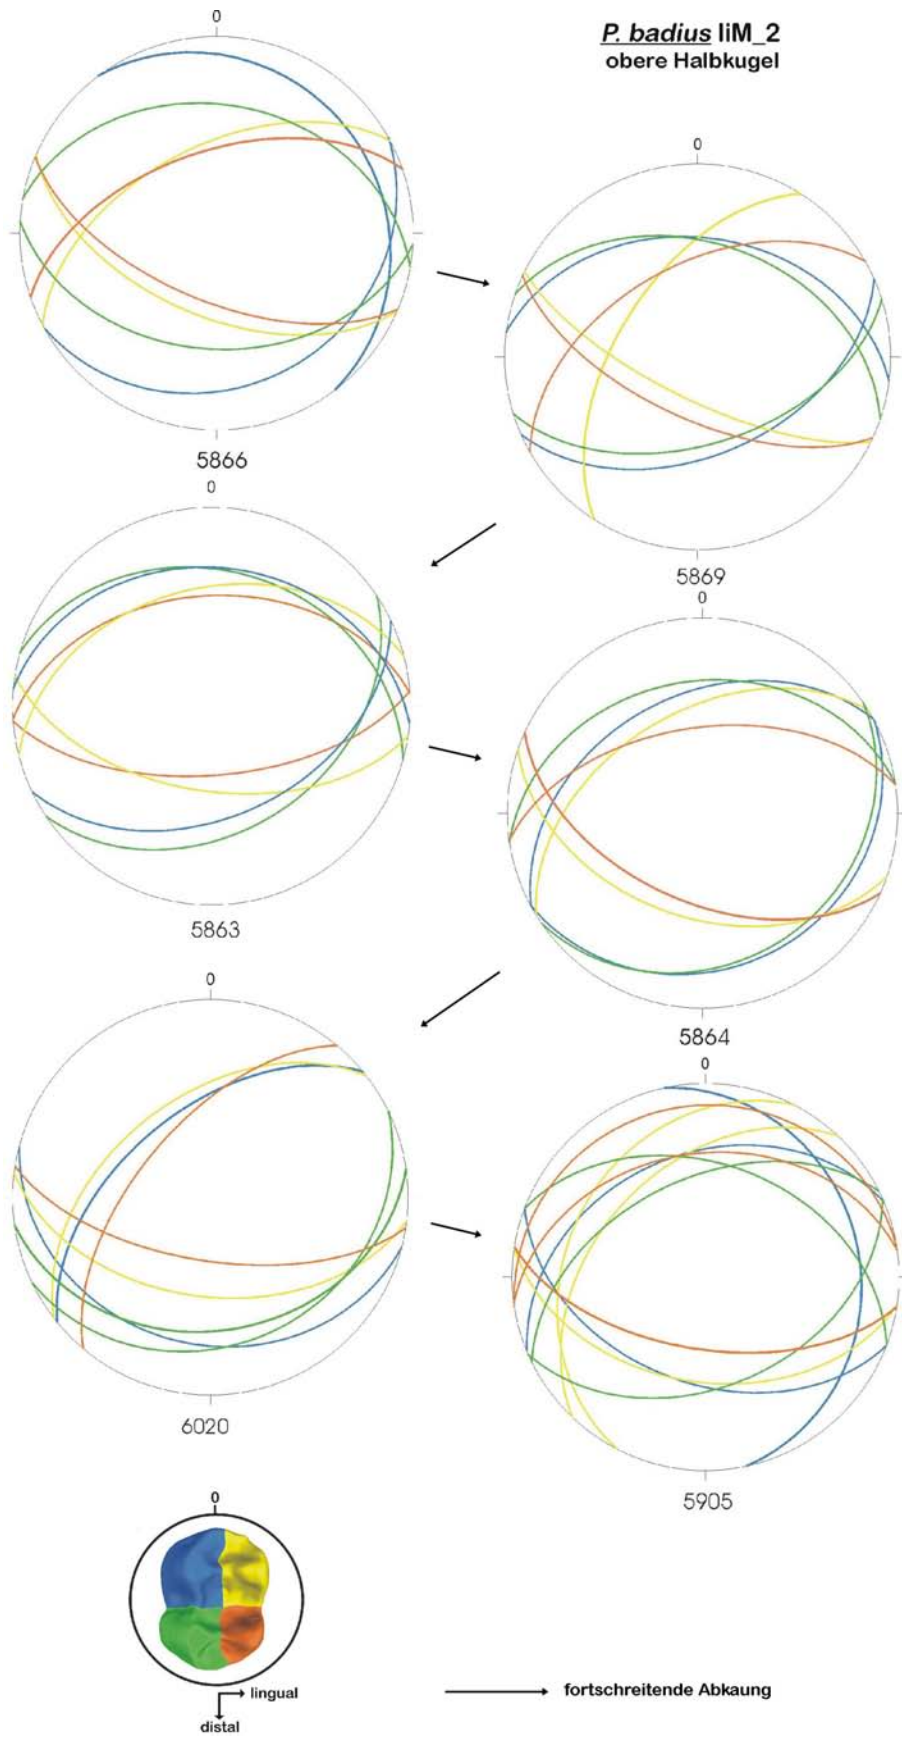 P. badius liM_2
obere Halbkugel
0
5866
0
5869
0
5863
0
5864
0
6020
0
5905
0
lingual
distal
fortschreitende Abkauung